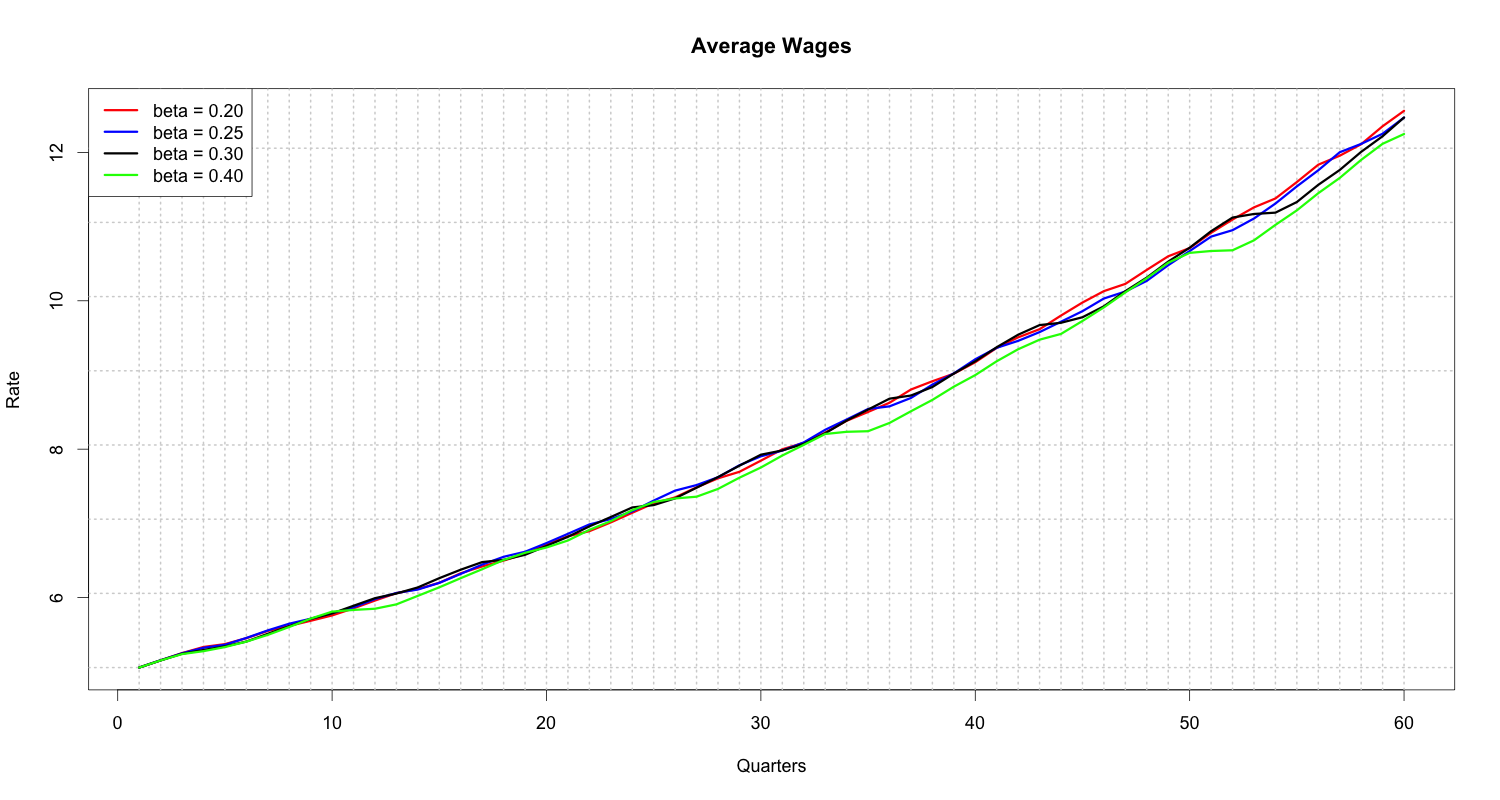 Average Wages
beta = 0.20
beta = 0.25
beta = 0.30
beta = 0.40
12
10
8
6
Rate
0 10 20 30 40 50 60
Quarters